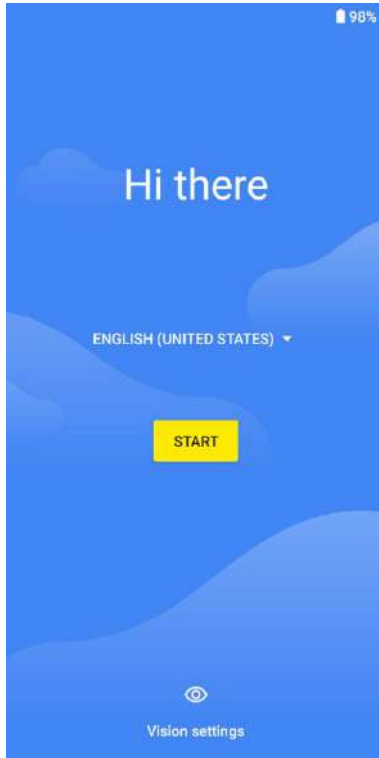 98%
Hi there
ENGLISH (UNITED STATES)
START
Vision settings